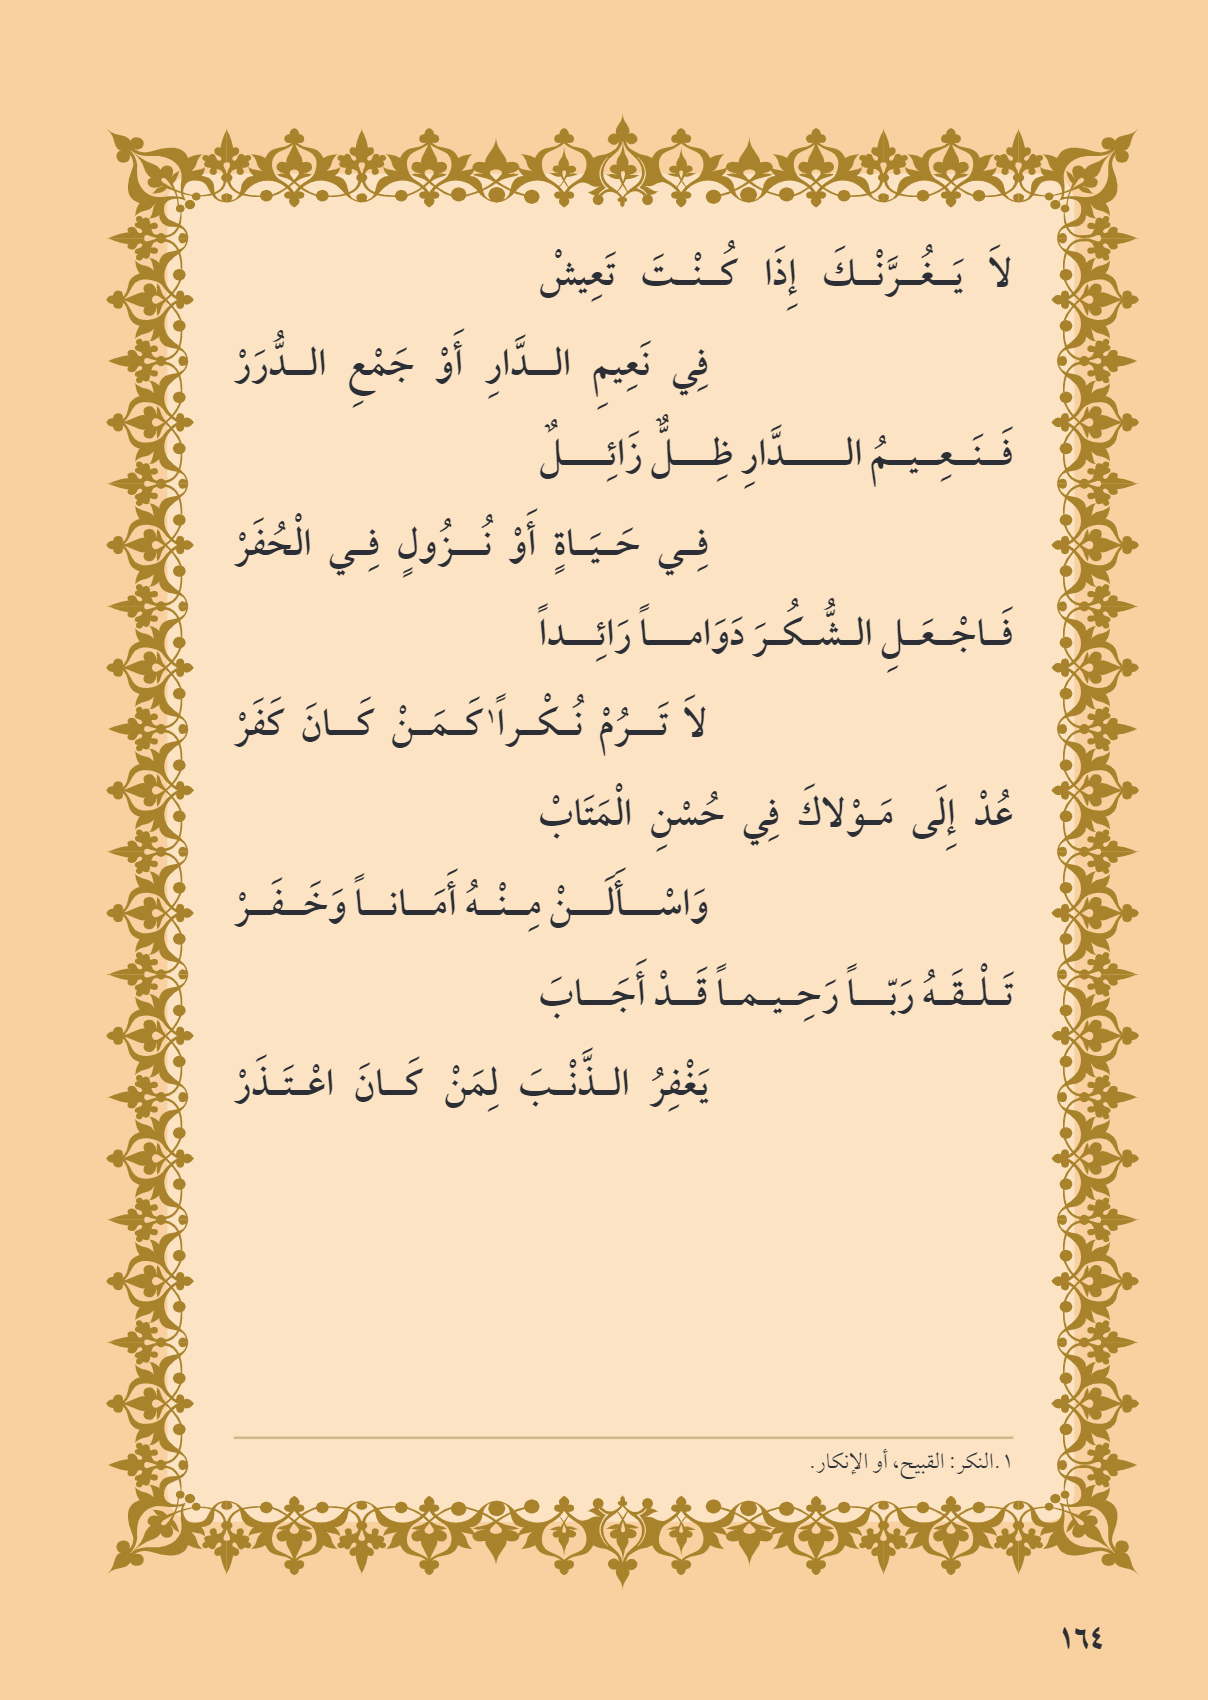 لاَ يَغُرَّنْكَ إِذَا كُنْتَ تَعِيشْ
فِي نَعِيمِ الدَّارِ أَوْ جَمْعِ الدُّرَرْ
فَنَعِيمُ الدَّارِ ظِلٌّ زَائِلٌ
فِي حَيَاةٍ أَوْ نُزُولٍ فِي الْحُفَرْ
فَاجْعَلِ الشُّكُرَ دَوَاماً رَائِداً
لاَ تَرُمْ نُكْراً١ كَمَنْ كَانَ كَفَرْ
عُدْ إِلَى مَوْلاكَ فِي حُسْنِ الْمَتَابْ
وَاسْأَلَنْ مِنْهُ أَمَاناً وَخَفَرْ
تَلْقَهُ رَبّاً رَحِيماً قَدْ أَجَابَ
يَغْفِرُ الذَّنْبَ لِمَنْ كَانَ اعْتَذَرْ
١.النكر: القبيح، أو الإنكار.
١٦٤